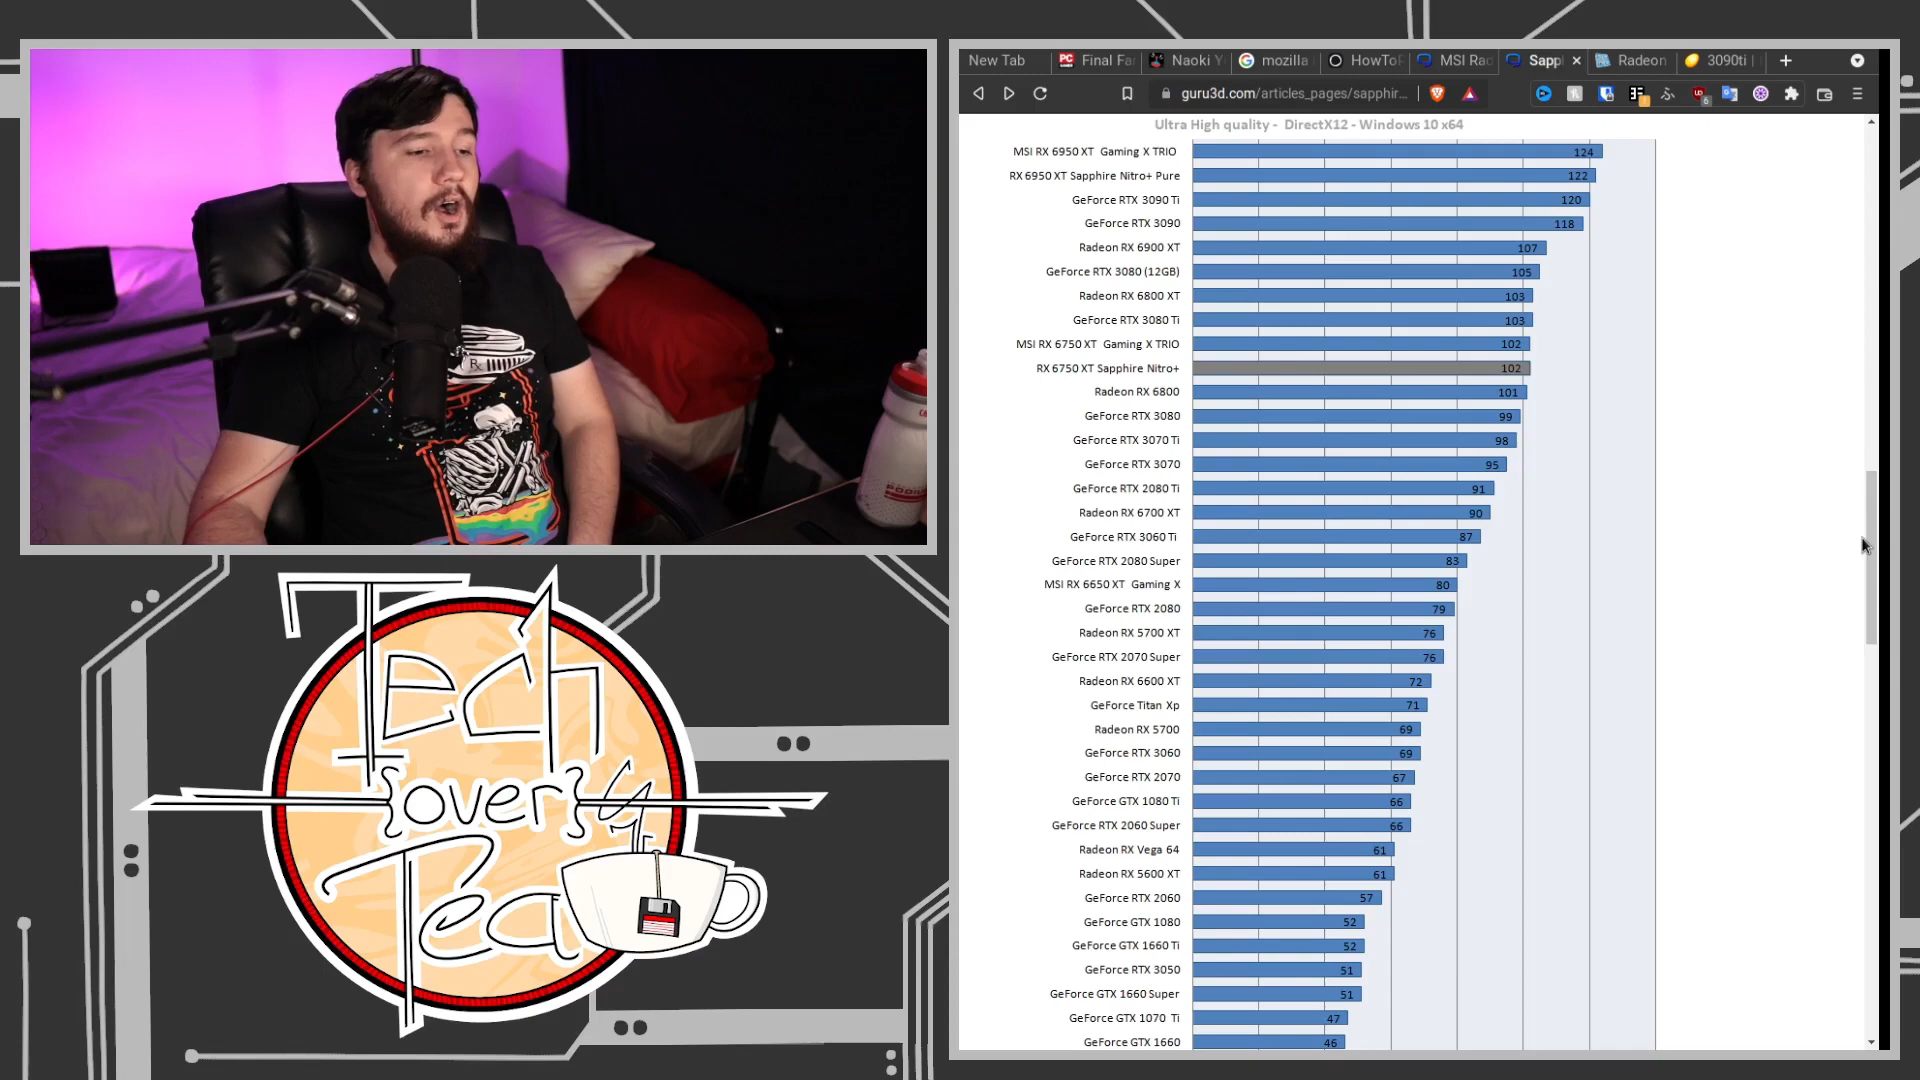 New Tab
Final Fa
Naoki Y
mozilla
HowTo
MSI Rad
Sapp
Radeon
3090ti
guru3d.com/articles_pages/sapphir...
Ultra High quality - DirectX12 - Windows 10 x64
MSI RX 6950 XT Gaming X TRIO 124
RX 6950 XT Sapphire Nitro+ Pure 122
GeForce RTX 3090 Ti 120
GeForce RTX 3090 118
Radeon RX 6900 XT 107
GeForce RTX 3080 (12GB) 105
Radeon RX 6800 XT 103
GeForce RTX 3080 Ti 103
MSI RX 6750 XT Gaming X TRIO 102
RX 6750 XT Sapphire Nitro+ 102
Radeon RX 6800 101
GeForce RTX 3080 99
GeForce RTX 3070 Ti 98
GeForce RTX 3070 95
GeForce RTX 2080 Ti 91
Radeon RX 6700 XT 90
GeForce RTX 3060 Ti 87
GeForce RTX 2080 Super 83
MSI RX 6650 XT Gaming X 80
GeForce RTX 2080 79
Radeon RX 5700 XT 76
GeForce RTX 2070 Super 76
Radeon RX 6600 XT 72
GeForce Titan Xp 71
Radeon RX 5700 69
GeForce RTX 3060 69
GeForce RTX 2070 67
GeForce GTX 1080 Ti 66
GeForce RTX 2060 Super 66
Radeon RX Vega 64 61
Radeon RX 5600 XT 61
GeForce RTX 2060 57
GeForce GTX 1080 52
GeForce GTX 1660 Ti 52
GeForce RTX 3050 51
GeForce GTX 1660 Super 51
GeForce GTX 1070 Ti 47
GeForce GTX 1660 46
Tech
{over}
Tea